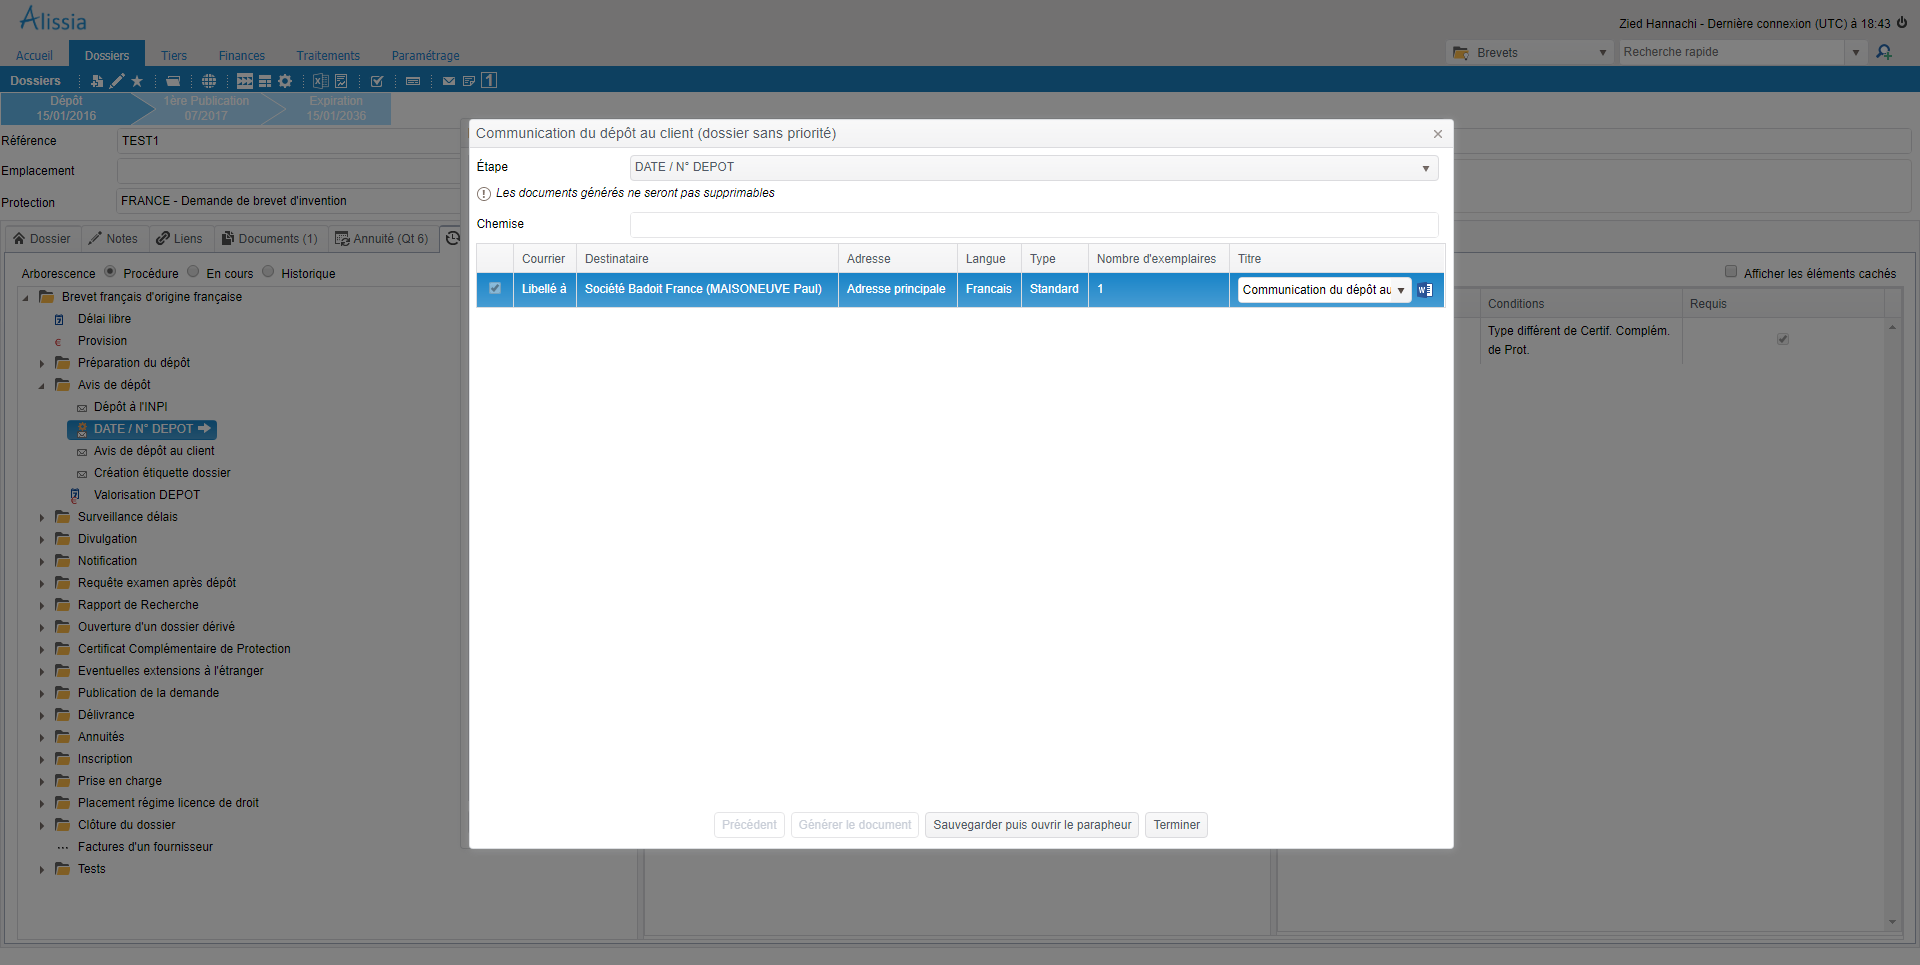 Alissia
Zied Hannachi - Dernière connexion (UTC) à 18:43
Accueil Dossiers Tiers Finances Traitements Paramétrage
Brevets Recherche rapide
Dossiers 1
Dépôt 1ère Publication Expiration
15/01/2016 07/2017 15/01/2036
Référence TEST1
Emplacement
Protection FRANCE - Demande de brevet d'invention
Dossier Notes Liens Documents (1) Annuité (Qt 6)
Arborescence Procédure En cours Historique
Brevet français d'origine française
Délai libre
€ Provision
Préparation du dépôt
Avis de dépôt
Dépôt à l'INPI
DATE / N° DEPOT
Avis de dépôt au client
Création étiquette dossier
Valorisation DEPOT
Surveillance délais
Divulgation
Notification
Requête examen après dépôt
Rapport de Recherche
Ouverture d'un dossier dérivé
Certificat Complémentaire de Protection
Eventuelles extensions à l'étranger
Publication de la demande
Délivrance
Annuités
Inscription
Prise en charge
Placement régime licence de droit
Clôture du dossier
Factures d'un fournisseur
Tests
Communication du dépôt au client (dossier sans priorité)
Étape DATE / N° DEPOT
Les documents générés ne seront pas supprimables
Chemise
Courrier Destinataire Adresse Langue Type Nombre d'exemplaires Titre
Libellé à Société Badoit France (MAISONEUVE Paul) Adresse principale Francais Standard 1 Communication du dépôt au
Précédent Générer le document Sauvegarder puis ouvrir le parapheur Terminer
Afficher les éléments cachés
Conditions Requis
Type différent de Certif. Complém.
de Prot.